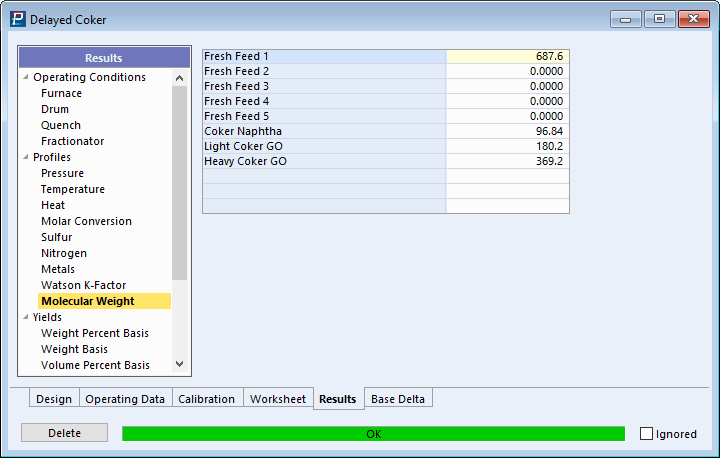 Delayed Coker
Results
Operating Conditions
Furnace
Drum
Quench
Fractionator
Profiles
Pressure
Temperature
Heat
Molar Conversion
Sulfur
Nitrogen
Metals
Watson K-Factor
Molecular Weight
Yields
Weight Percent Basis
Weight Basis
Volume Percent Basis
Fresh Feed 1 687.6
Fresh Feed 2 0.0000
Fresh Feed 3 0.0000
Fresh Feed 4 0.0000
Fresh Feed 5 0.0000
Coker Naphtha 96.84
Light Coker GO 180.2
Heavy Coker GO 369.2
Design Operating Data Calibration Worksheet Results Base Delta
Delete OK Ignored